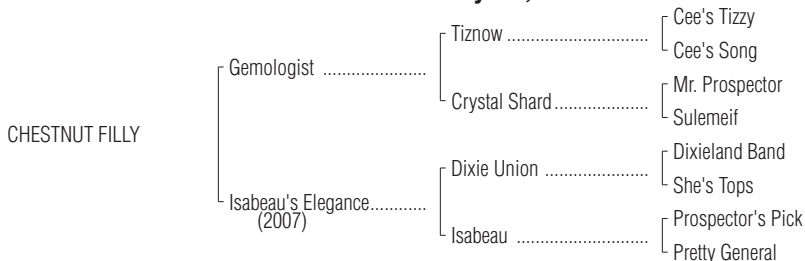 Cee's Tizzy
Tiznow ..............................
Cee's Song
Gemologist ......................
Mr. Prospector
Crystal Shard....................
Sulemeif
CHESTNUT FILLY
Dixieland Band
Dixie Union ......................
She's Tops
Isabeau's Elegance............
(2007)
Prospector's Pick
Isabeau ............................
Pretty General